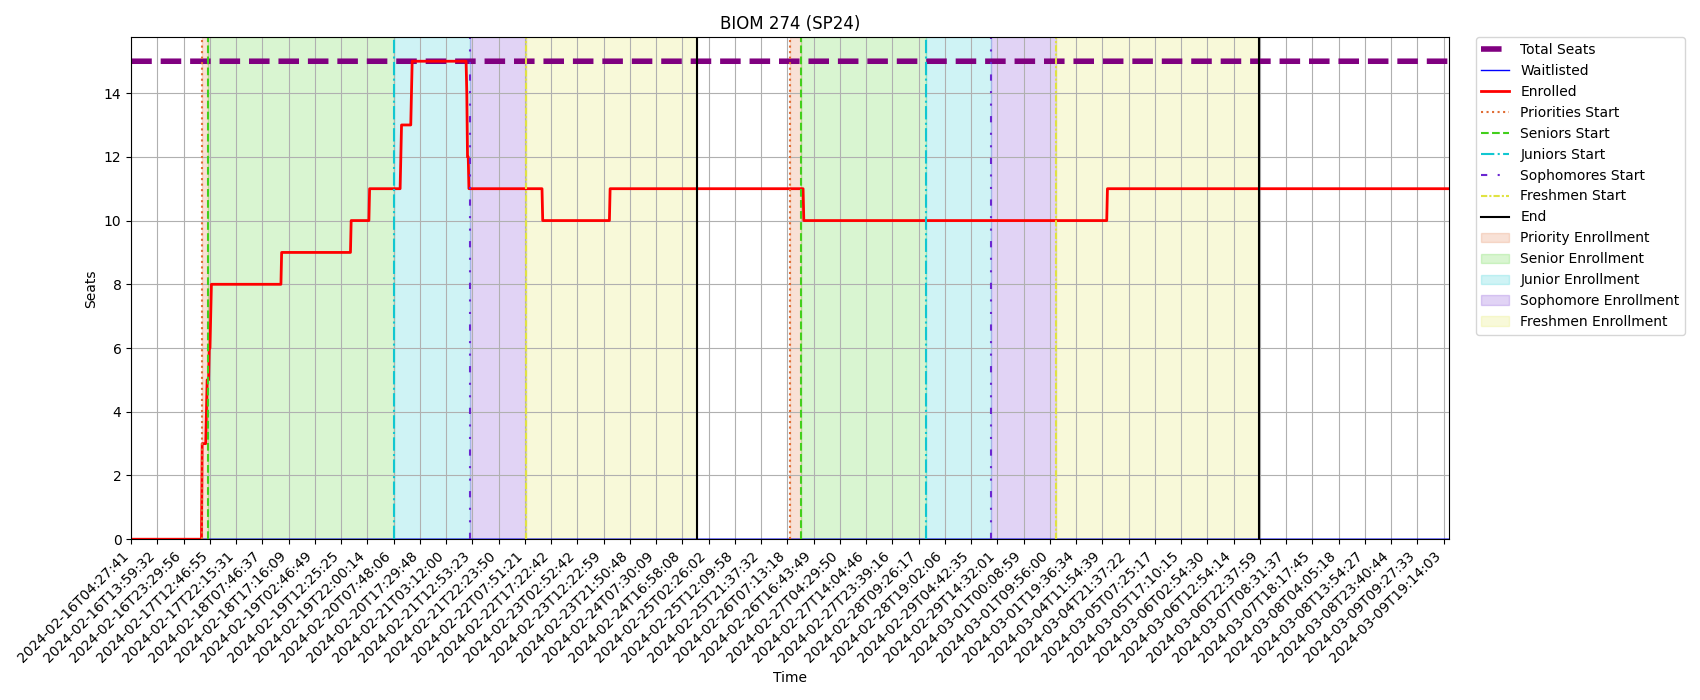 BIOM 274 (SP24)
Seats
14
12
10
8
6
4
2
0
2024-02-16T04:27:41
2024-02-16T13:59:32
2024-02-16T23:29:56
2024-02-17T12:46:55
2024-02-17T22:15:31
2024-02-18T07:46:37
2024-02-18T17:16:09
2024-02-19T02:46:49
2024-02-19T12:25:25
2024-02-19T22:00:14
2024-02-20T07:48:06
2024-02-20T17:29:48
2024-02-21T03:12:00
2024-02-21T12:53:23
2024-02-21T22:23:50
2024-02-22T07:51:21
2024-02-22T17:22:42
2024-02-23T02:52:42
2024-02-23T12:22:59
2024-02-23T21:50:48
2024-02-24T07:30:09
2024-02-24T16:58:08
2024-02-25T02:26:02
2024-02-25T12:09:58
2024-02-25T21:37:32
2024-02-26T07:13:18
2024-02-26T16:43:49
2024-02-27T04:29:50
2024-02-27T14:04:46
2024-02-27T23:39:16
2024-02-28T09:26:17
2024-02-28T19:02:06
2024-02-29T04:42:35
2024-02-29T14:32:01
2024-03-01T00:08:59
2024-03-01T09:56:00
2024-03-01T19:36:34
2024-03-04T11:54:39
2024-03-04T21:37:22
2024-03-05T07:25:17
2024-03-05T17:10:15
2024-03-06T02:54:30
2024-03-06T12:54:14
2024-03-06T22:37:59
2024-03-07T08:31:37
2024-03-07T18:17:45
2024-03-08T04:05:18
2024-03-08T13:54:27
2024-03-08T23:40:44
2024-03-09T09:27:33
2024-03-09T19:14:03
Time
Total Seats
Waitlisted
Enrolled
Priorities Start
Seniors Start
Juniors Start
Sophomores Start
Freshmen Start
End
Priority Enrollment
Senior Enrollment
Junior Enrollment
Sophomore Enrollment
Freshmen Enrollment